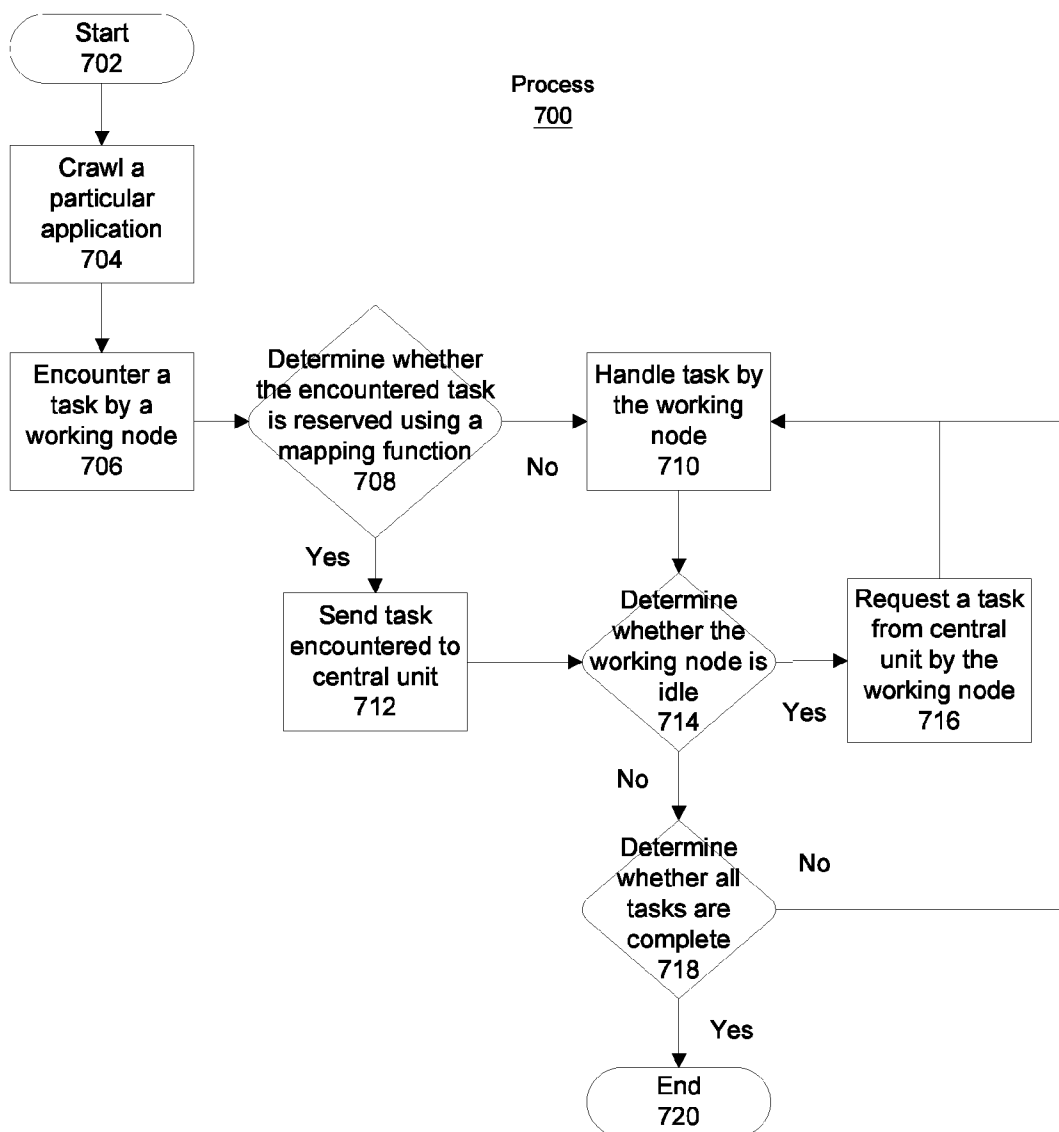 Start
702
Process
700
Crawl a
particular
application
704
Encounter a
task by a
working node
706
Determine whether
the encountered task
is reserved using a
mapping function
708
No
Handle task by
the working
node
710
Yes
Send task
encountered to
central unit
712
Determine
whether the
working node is
idle
714
Yes
Request a task
from central
unit by the
working node
716
No
Determine
whether all
tasks are
complete
718
No
Yes
End
720